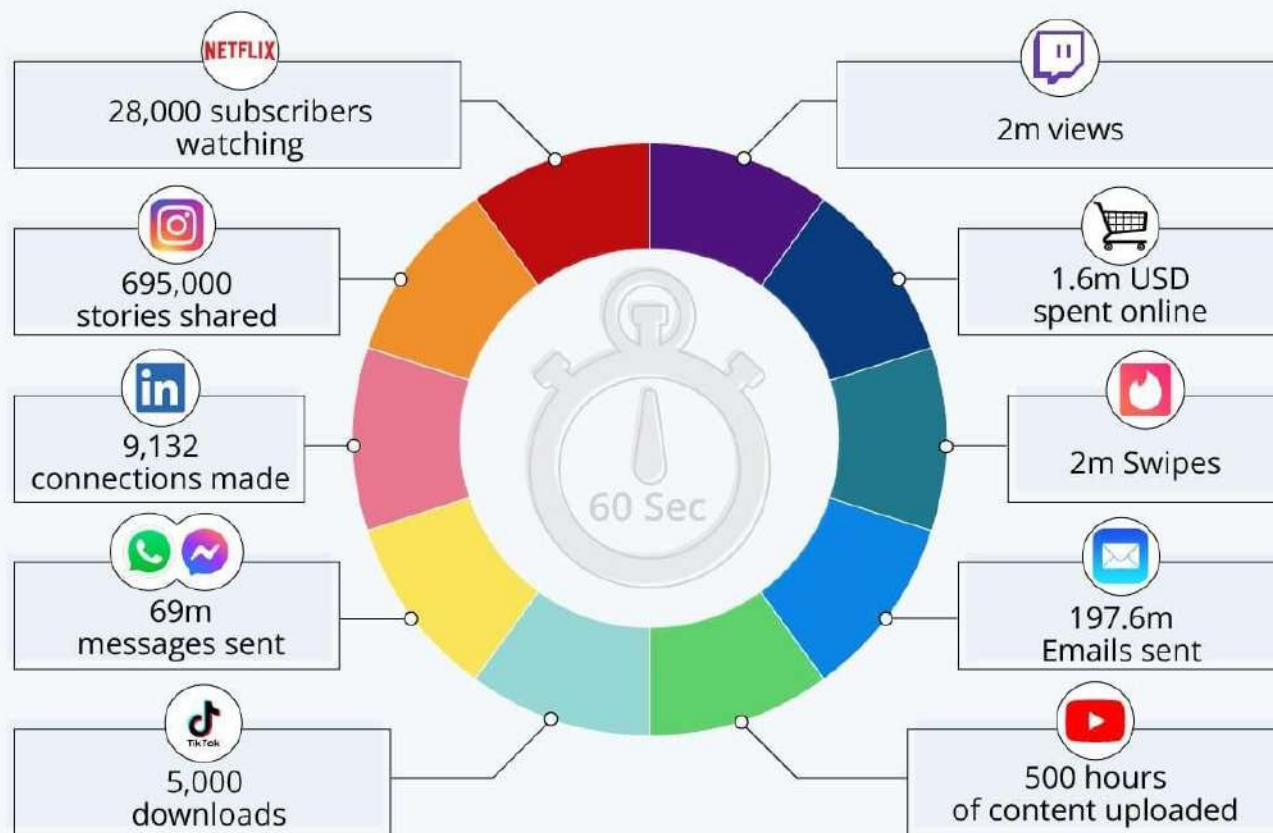 NETFLIX
28,000 subscribers
watching
2m views
695,000
stories shared
1.6m USD
spent online
in
9,132
connections made
2m Swipes
60 Sec
69m
messages sent
197.6m
Emails sent
TikTok
5,000
downloads
500 hours
of content uploaded